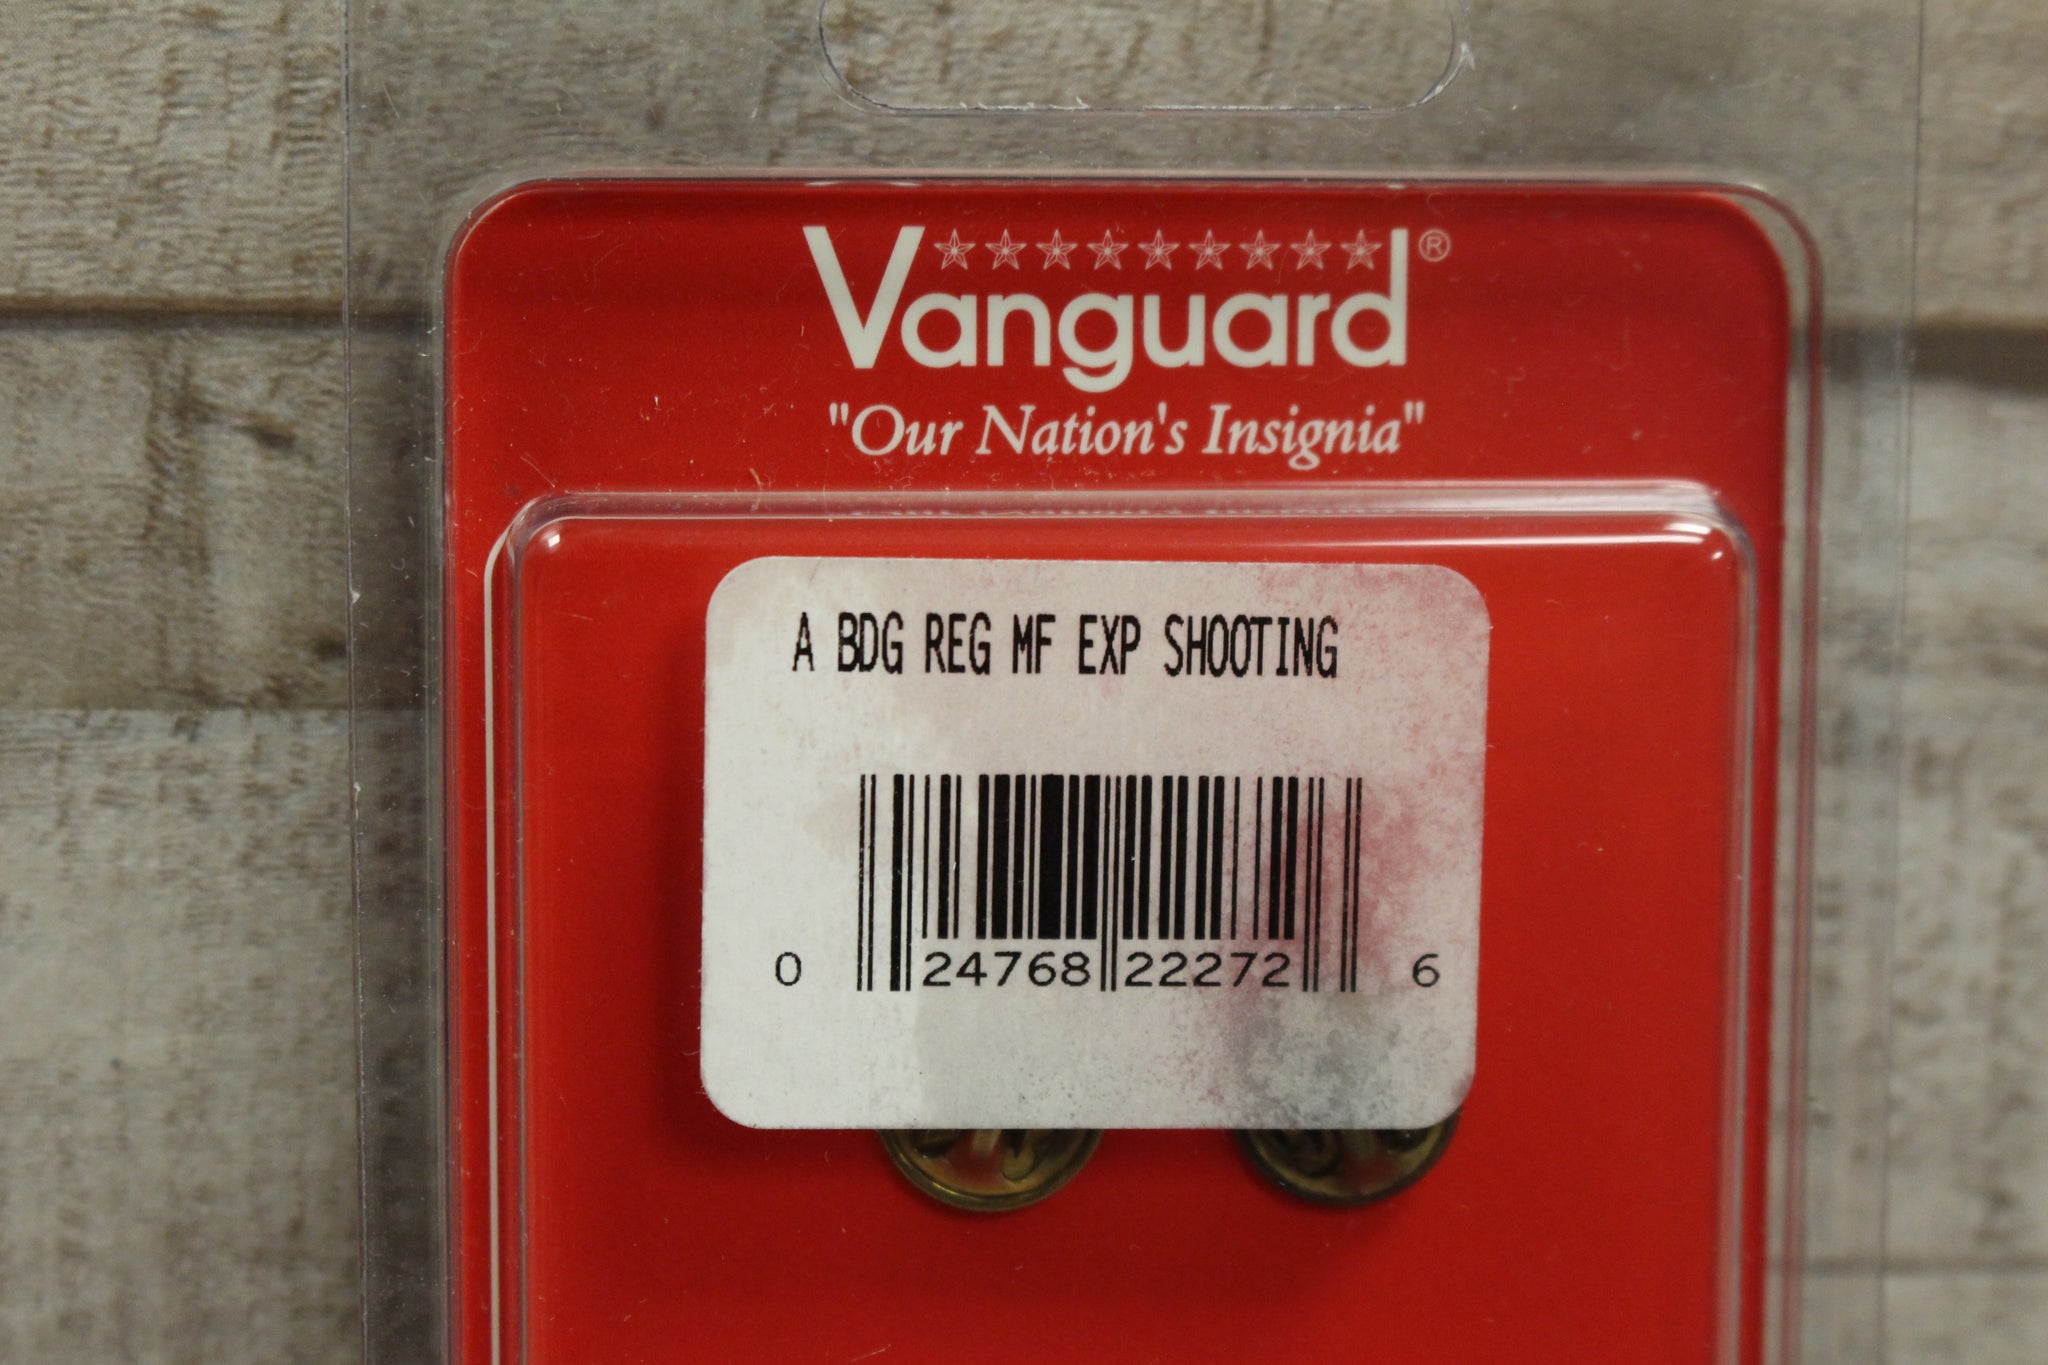 Vanguard®
"Our Nation's Insignia"
A BDG REG MF EXP SHOOTING
0 24768 22272 6